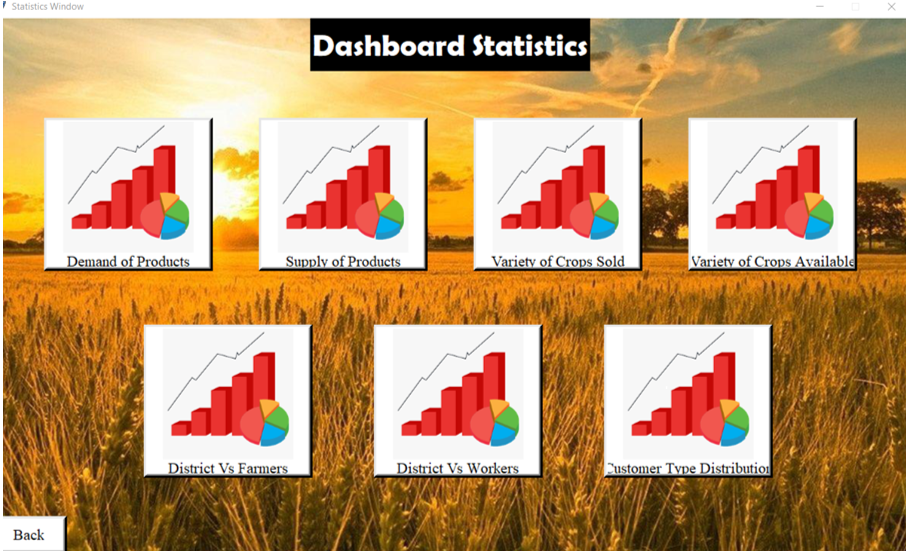 Statistics Window
Dashboard Statistics
Demand of Products
Supply of Products
Variety of Crops Sold
Variety of Crops Available
District Vs Farmers
District Vs Workers
Customer Type Distribution
Back